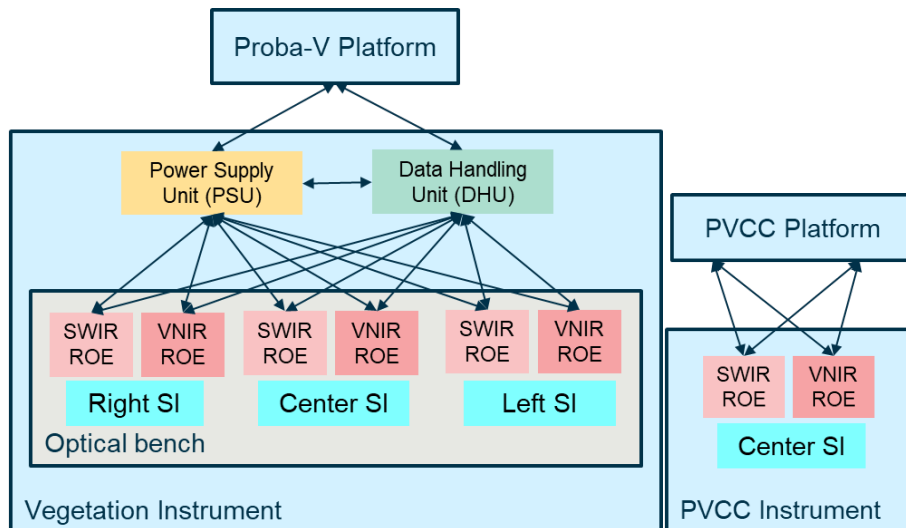 Proba-V Platform
Power Supply
Unit (PSU)
Data Handling
Unit (DHU)
SWIR
ROE
VNIR
ROE
SWIR
ROE
VNIR
ROE
SWIR
ROE
VNIR
ROE
Right SI
Center SI
Left SI
Optical bench
Vegetation Instrument
PVCC Platform
SWIR
ROE
VNIR
ROE
Center SI
PVCC Instrument